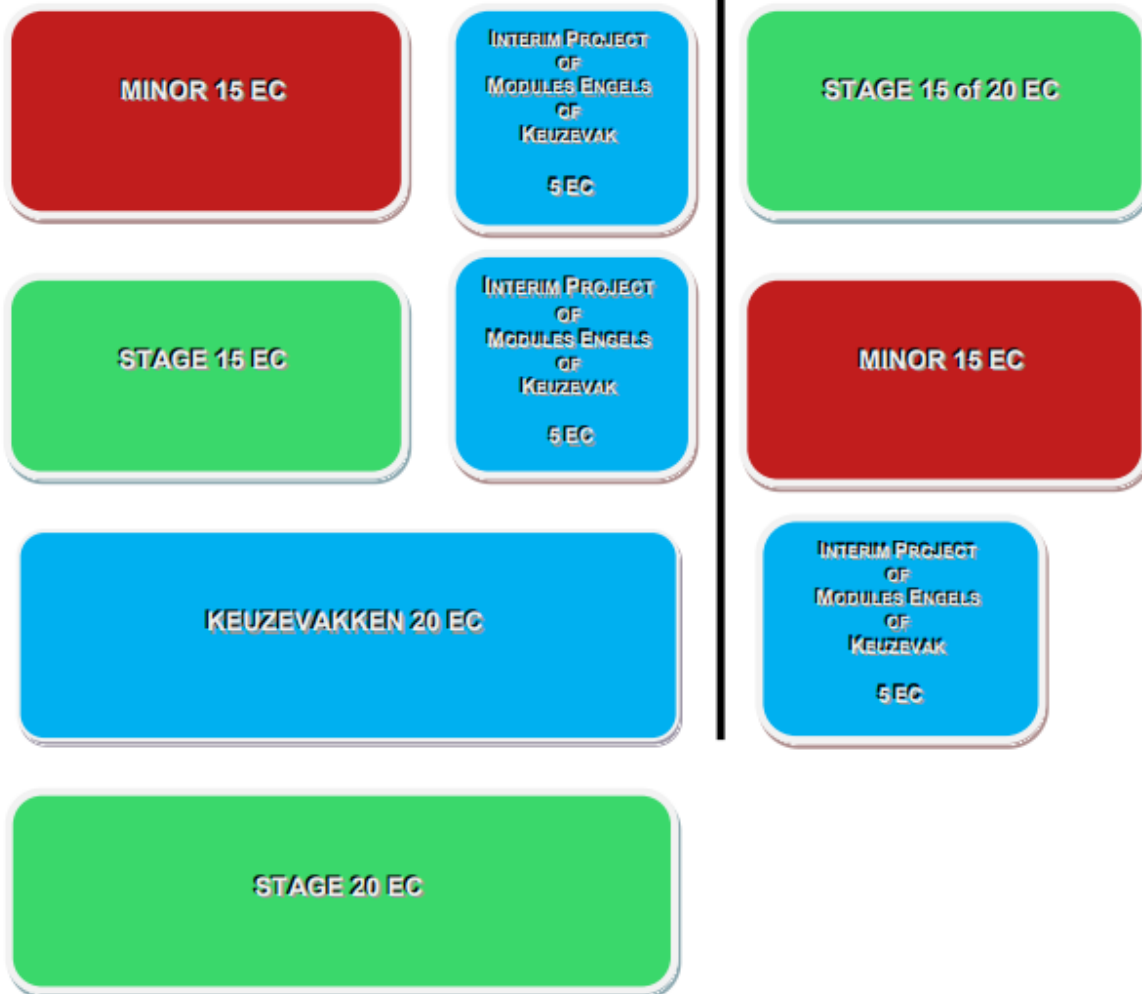 MINOR 15 EC
INTERIM PROJECT
OF
MODULES ENGELS
OF
KEUZEVAK
5 EC
STAGE 15 of 20 EC
STAGE 15 EC
INTERIM PROJECT
OF
MODULES ENGELS
OF
KEUZEVAK
5 EC
MINOR 15 EC
KEUZEVAKKEN 20 EC
INTERIM PROJECT
OF
MODULES ENGELS
OF
KEUZEVAK
5 EC
STAGE 20 EC